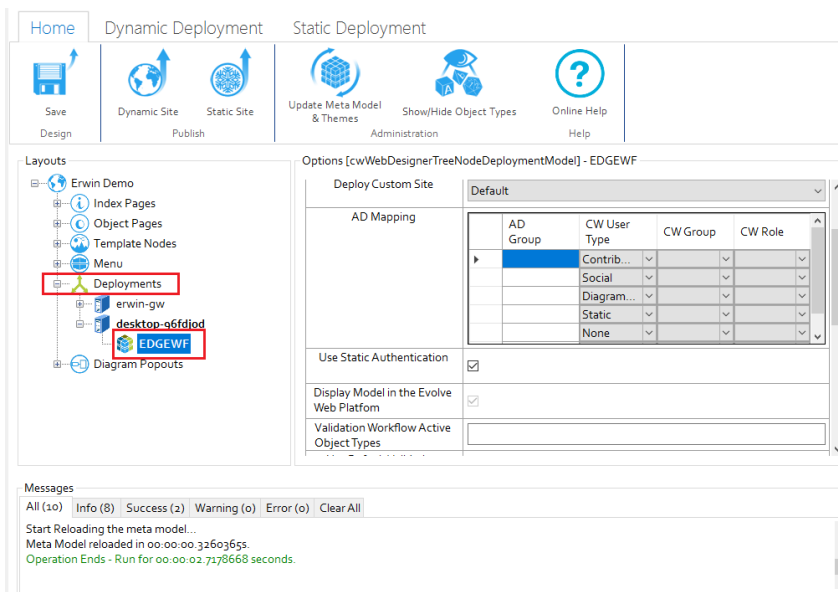 Home Dynamic Deployment Static Deployment
Save
Dynamic Site
Static Site
Update Meta Model
& Themes
Show/Hide Object Types
Online Help
Design
Publish
Administration
Help
Layouts
Erwin Demo
Index Pages
Object Pages
Template Nodes
Menu
Deployments
erwin-gw
desktop-q6fdjod
EDGEWF
Diagram Popouts
Options [cwWebDesignerTreeNodeDeploymentModel] - EDGEWF
Deploy Custom Site
Default
AD Mapping
AD
Group
CW User
Type
CW Group
CW Role
Contrib...
Social
Diagram...
Static
None
Use Static Authentication
Display Model in the Evolve
Web Platfom
Validation Workflow Active
Object Types
Messages
All (10) Info (8) Success (2) Warning (0) Error (0) Clear All
Start Reloading the meta model...
Meta Model reloaded in 00:00:00.3260365s.
Operation Ends - Run for 00:00:02.7178668 seconds.